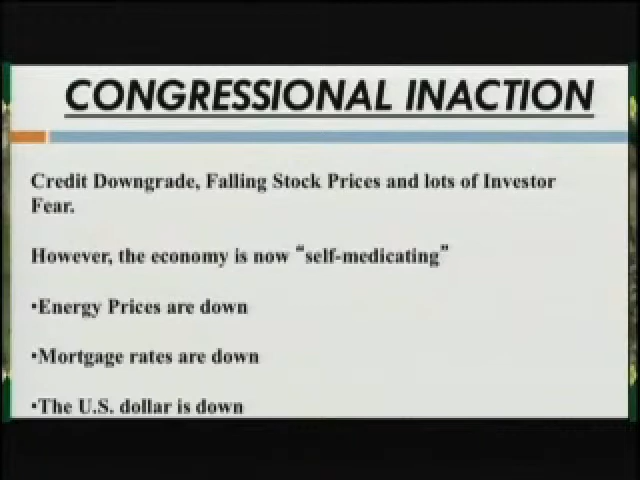 CONGRESSIONAL INACTION
Credit Downgrade, Falling Stock Prices and lots of Investor
Fear.
However, the economy is now “self-medicating”
•Energy Prices are down
•Mortgage rates are down
•The U.S. dollar is down